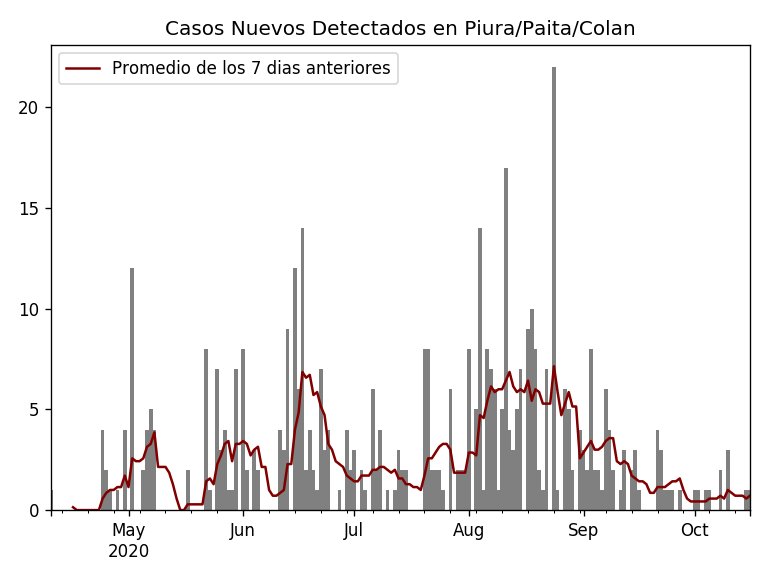 Casos Nuevos Detectados en Piura/Paita/Colan
Promedio de los 7 dias anteriores
20
15
10
5
0
May Jun Jul Aug Sep Oct
2020